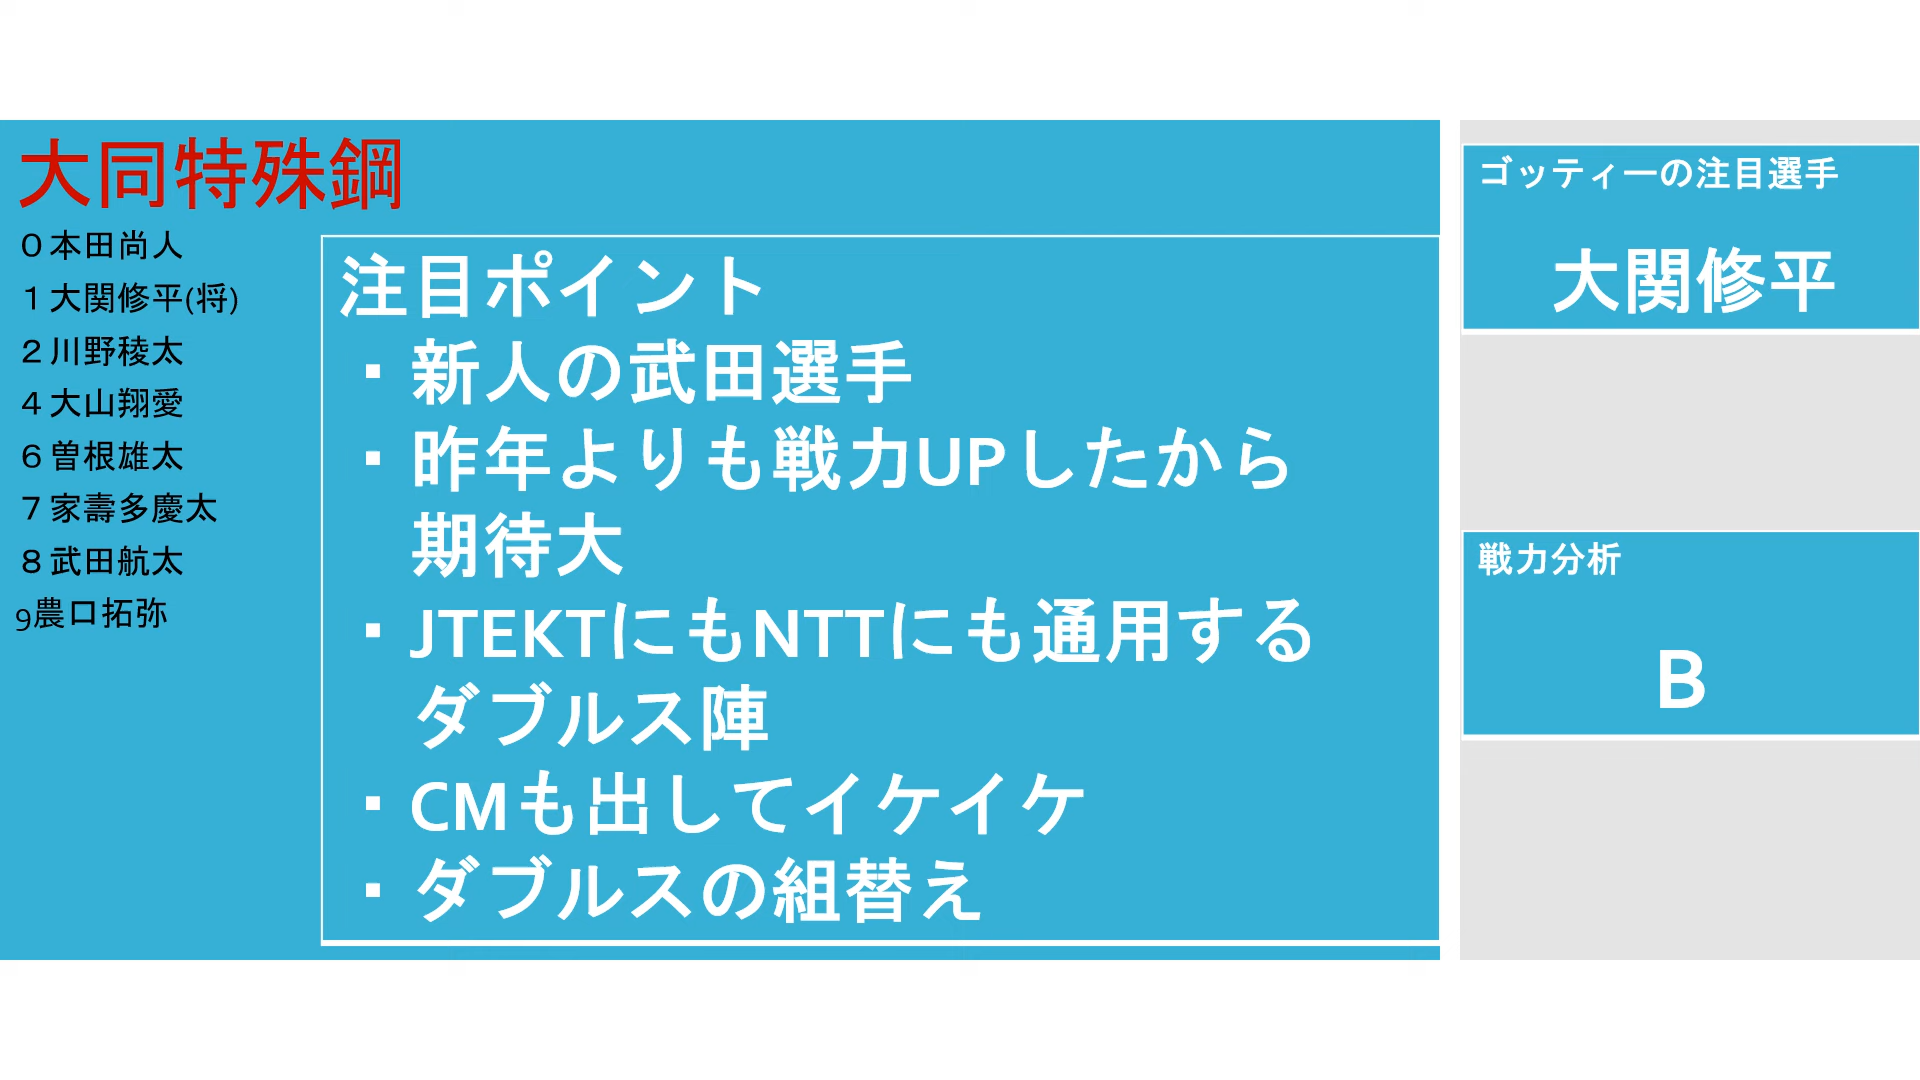 大同特殊鋼
０本田尚人
１大関修平(将)
２川野稜太
４大山翔愛
６曽根雄太
７家壽多慶太
８武田航太
9農口拓弥
注目ポイント
▪ 新人の武田選手
▪ 昨年よりも戦力UPしたから
期待大
▪ JTEKTにもNTTにも通用する
ダブルス陣
▪ CMも出してイケイケ
▪ ダブルスの組替え
ゴッティーの注目選手
大関修平
戦力分析
B